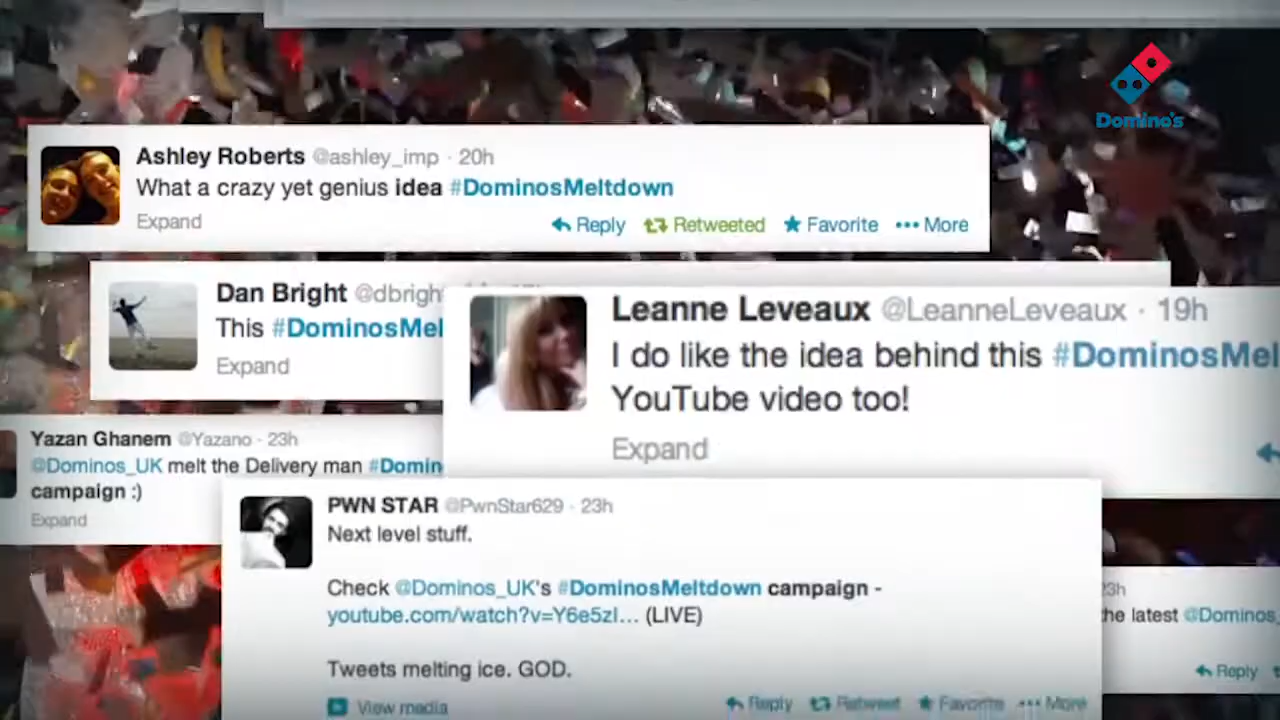 Domino's
Ashley Roberts @ashley_imp · 20h
What a crazy yet genius idea #DominosMeltdown
Expand
Reply Retweeted Favorite ••• More
Dan Bright @dbrigh
This #DominosMel
Expand
Leanne Leveaux @LeanneLeveaux · 19h
I do like the idea behind this #DominosMel
YouTube video too!
Expand
Yazan Ghanem @Yazano · 23h
@Dominos_UK melt the Delivery man #Domin
campaign :)
Expand
PWN STAR @PwnStar629 · 23h
Next level stuff.
Check @Dominos_UK's #DominosMeltdown campaign -
youtube.com/watch?v=Y6e5zI... (LIVE)
Tweets melting ice. GOD.
View media
Reply Retweet Favorite ••• More
23h
the latest @Dominos_
Reply